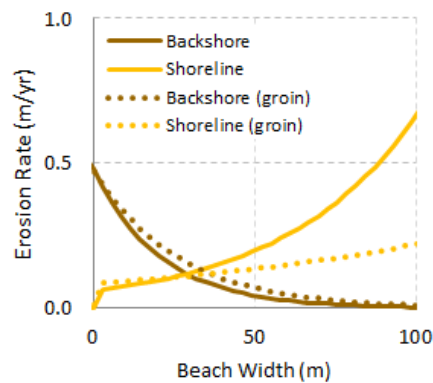 1.0
Backshore
Shoreline
Backshore (groin)
Shoreline (groin)
0.5
0.0
0
50
100
Erosion Rate (m/yr)
Beach Width (m)